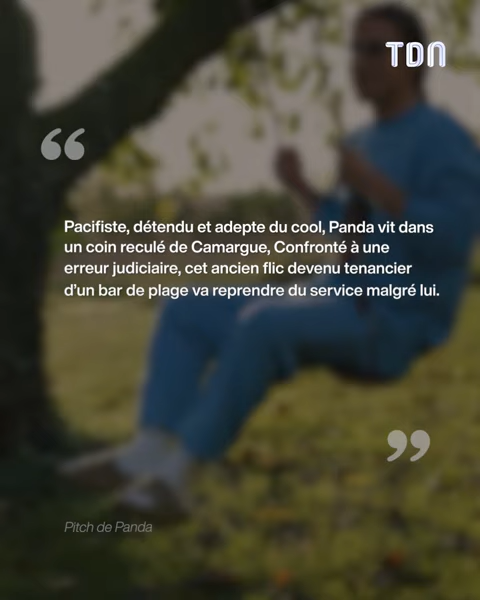 TDN
“
Pacifiste, détendu et adepte du cool, Panda vit dans
un coin reculé de Camargue, Confronté à une
erreur judiciaire, cet ancien flic devenu tenancier
d’un bar de plage va reprendre du service malgré lui.
”
Pitch de Panda